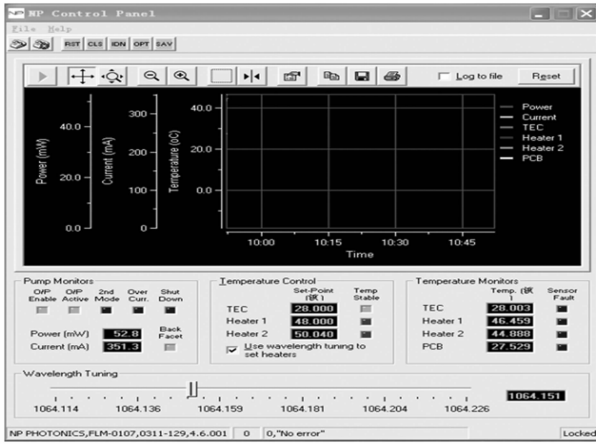 NP Control Panel
File Help
RST CLS IDN OPT SAV
Log to file Reset
Power (mW)
40.0
20.0
0.0
Current (mA)
300
200
100
0
Temperature (oC)
40.0
20.0
0.0
Power
Current
TEC
Heater 1
Heater 2
PCB
10:00 10:15 10:30 10:45
Time
Pump Monitors
O/P Enable O/P Active 2nd Mode Over Curr. Shut Down
Power (mW) 52.8 Back Facet
Current (mA) 351.3
Temperature Control
Set-Point Temp Stable
TEC 28.000
Heater 1 48.000
Heater 2 50.040
Use wavelength tuning to
set heaters
Temperature Monitors
Temp. Sensor Fault
TEC 28.003
Heater 1 46.459
Heater 2 44.888
PCB 27.529
Wavelength Tuning
1064.151
1064.114 1064.136 1064.159 1064.181 1064.204 1064.226
NP PHOTONICS,FLM-0107,0311-129,4.6.001 0 0,"No error" Locked